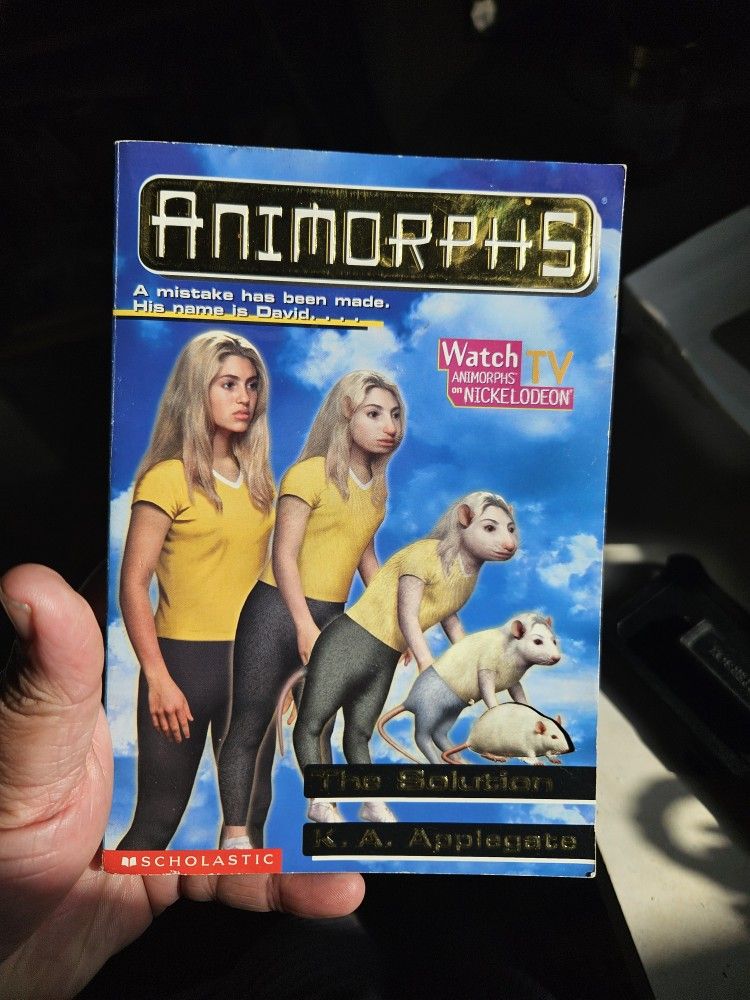 ANIMORPHS
A mistake has been made.
His name is David. . . .
Watch TV
ANIMORPHS
on NICKELODEON
The Solution
K. A. Applegate
SCHOLASTIC